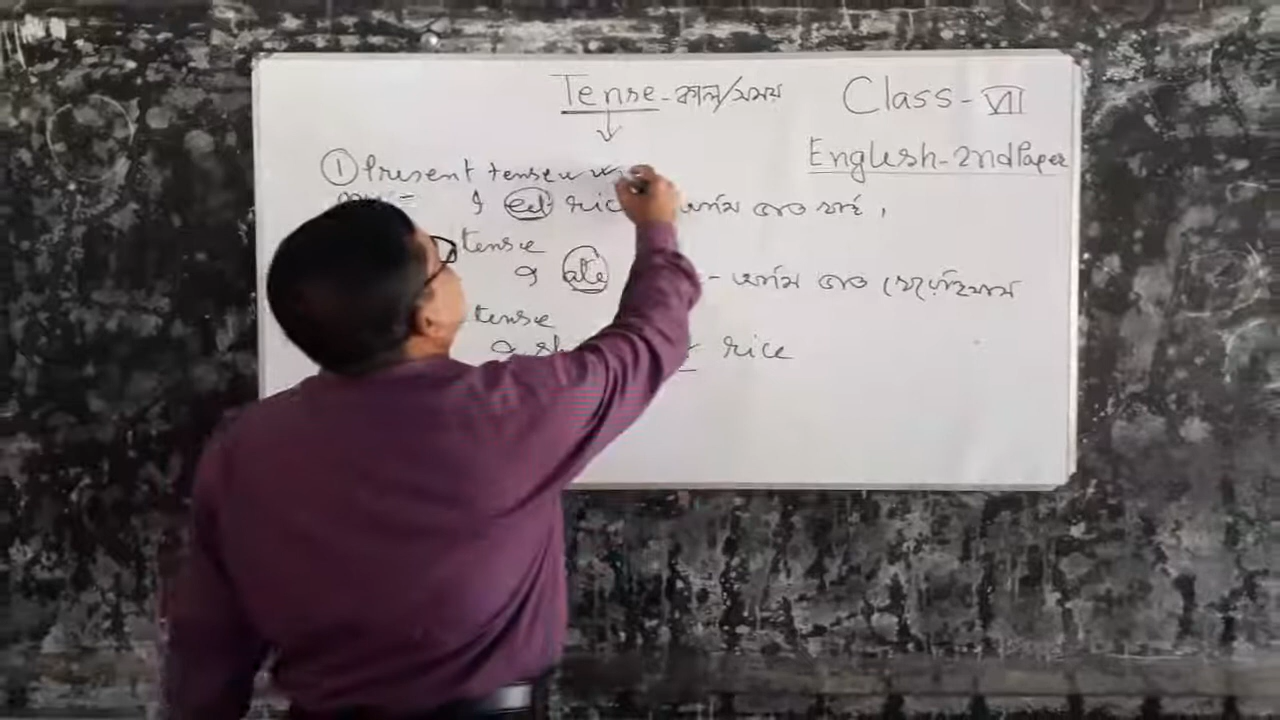 Tense - কাল/সময়
Class - VII
English - 2nd Paper
① Present tense
I eat rice আমি ভাত খাই ।
tense
I ate - আমি ভাত খেয়েছিলাম
tense
I rice